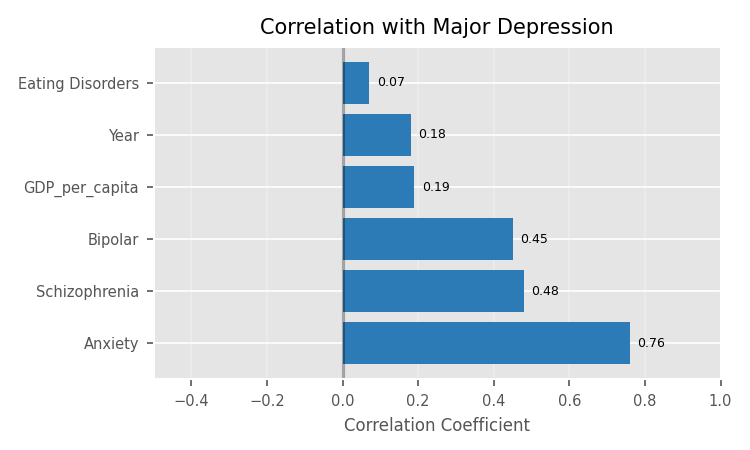 Correlation with Major Depression
Eating Disorders 0.07
Year 0.18
GDP_per_capita 0.19
Bipolar 0.45
Schizophrenia 0.48
Anxiety 0.76
−0.4 −0.2 0.0 0.2 0.4 0.6 0.8 1.0
Correlation Coefficient